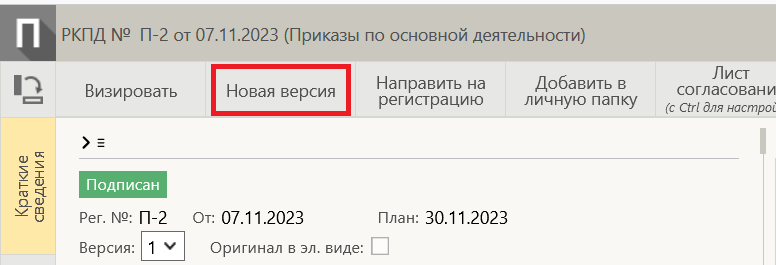 П
РКПД № П-2 от 07.11.2023 (Приказы по основной деятельности)
Визировать
Новая версия
Направить на
регистрацию
Добавить в
личную папку
Лист
согласовани
(с Ctrl для настрой
Краткие
сведения
Подписан
Рег. №: П-2 От: 07.11.2023 План: 30.11.2023
Версия: 1 Оригинал в эл. виде: